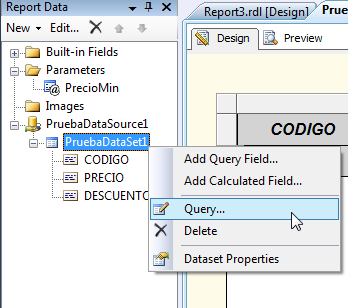 Report Data
New
Edit...
Built-in Fields
Parameters
PrecioMin
Images
PruebaDataSource1
PruebaDataSet1
CODIGO
PRECIO
DESCUENTO
Report3.rdl [Design]
Prue
Design
Preview
CODIGO
Add Query Field...
Add Calculated Field...
Query...
Delete
Dataset Properties